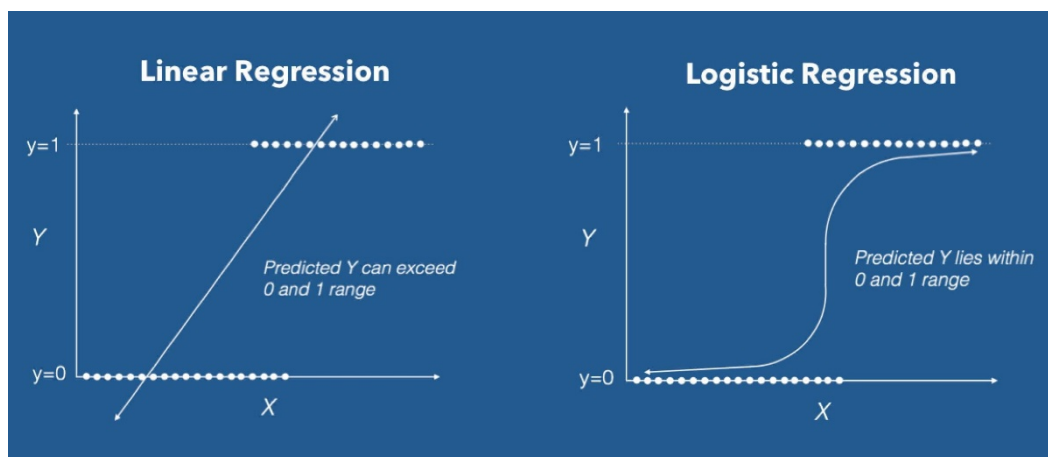 Linear Regression
y=1
Y
Predicted Y can exceed
0 and 1 range
y=0
X
Logistic Regression
y=1
Y
Predicted Y lies within
0 and 1 range
y=0
X